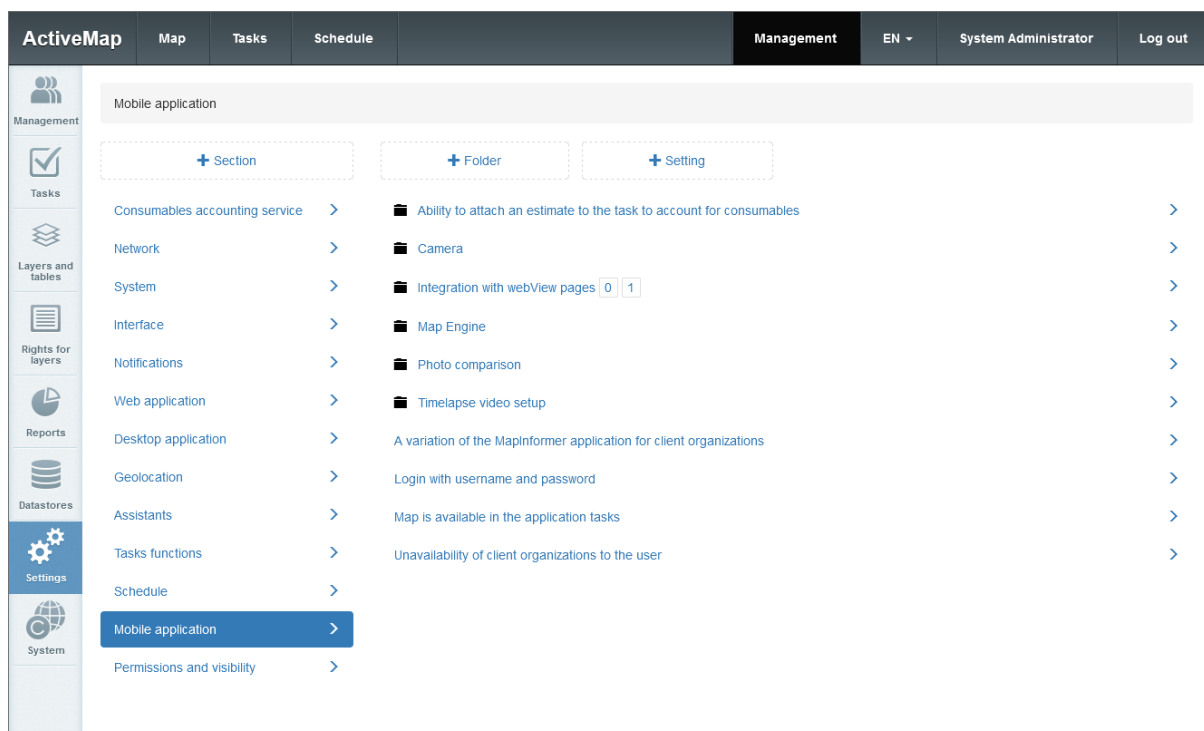 ActiveMap Map Tasks Schedule Management EN System Administrator Log out
Management
Tasks
Layers and
tables
Rights for
layers
Reports
Datastores
Settings
C
System
Mobile application
+ Section
Consumables accounting service
Network
System
Interface
Notifications
Web application
Desktop application
Geolocation
Assistants
Tasks functions
Schedule
Mobile application
Permissions and visibility
+ Folder + Setting
Ability to attach an estimate to the task to account for consumables
Camera
Integration with webView pages 0 1
Map Engine
Photo comparison
Timelapse video setup
A variation of the MapInformer application for client organizations
Login with username and password
Map is available in the application tasks
Unavailability of client organizations to the user